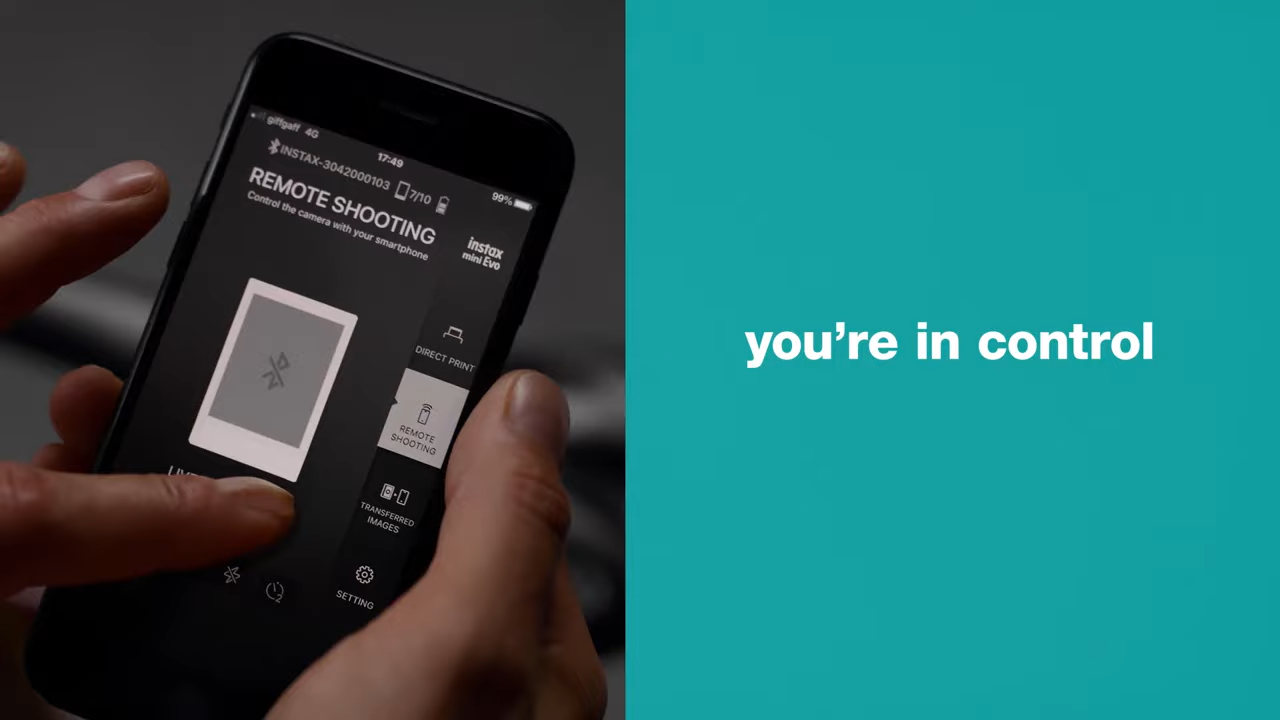 giffgaff 4G
17:49
99%
INSTAX-3042000103 7/10
REMOTE SHOOTING
Control the camera with your smartphone
instax
mini Evo
DIRECT PRINT
REMOTE
SHOOTING
TRANSFERRED
IMAGES
SETTING
2
you're in control